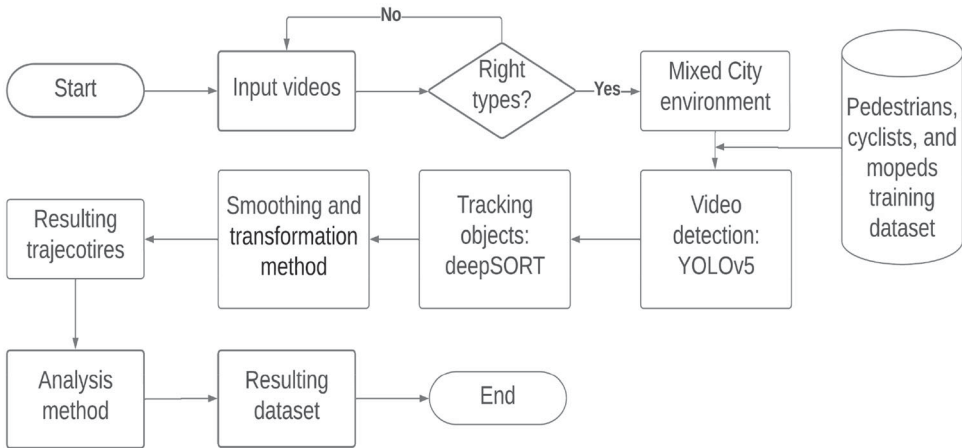 No
Start
Input videos
Right
types?
Yes
Mixed City
environment
Pedestrians,
cyclists, and
mopeds
training
dataset
Video
detection:
YOLOv5
Tracking
objects:
deepSORT
Smoothing and
transformation
method
Resulting
trajecotires
Analysis
method
Resulting
dataset
End